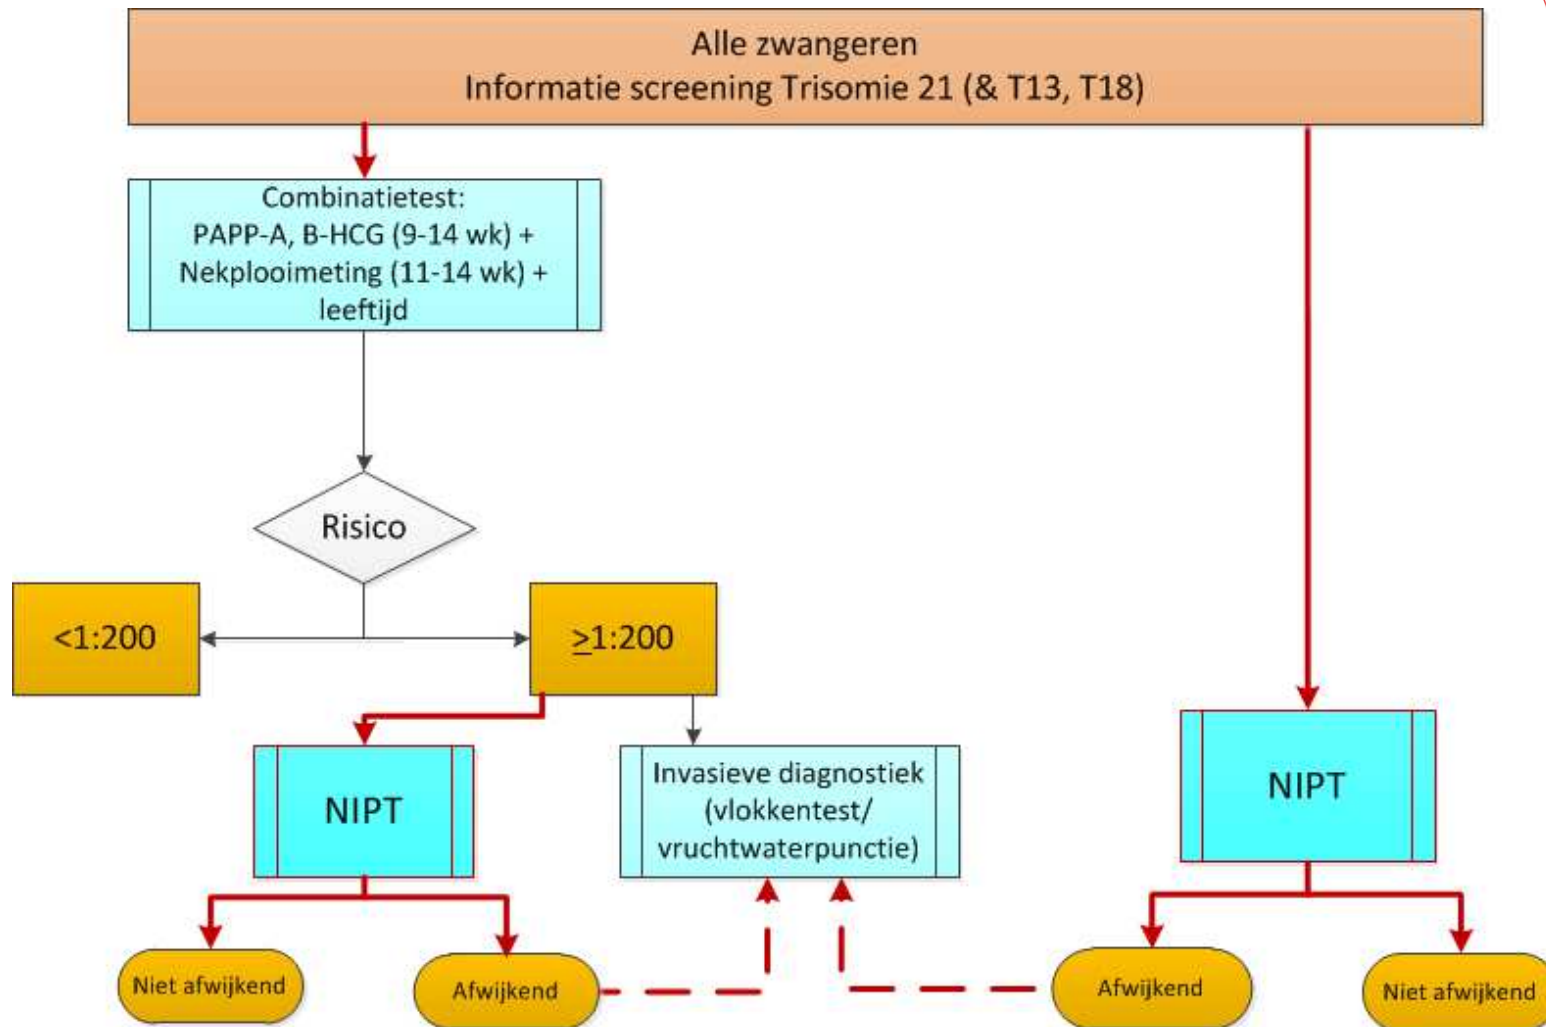 Alle zwangeren
Informatie screening Trisomie 21 (& T13, T18)
Combinatietest:
PAPP-A, B-HCG (9-14 wk) +
Nekplooimeting (11-14 wk) +
leeftijd
Risico
<1:200
≥1:200
NIPT
Invasieve diagnostiek
(vlokkentest/
vruchtwaterpunctie)
NIPT
Niet afwijkend
Afwijkend
Afwijkend
Niet afwijkend